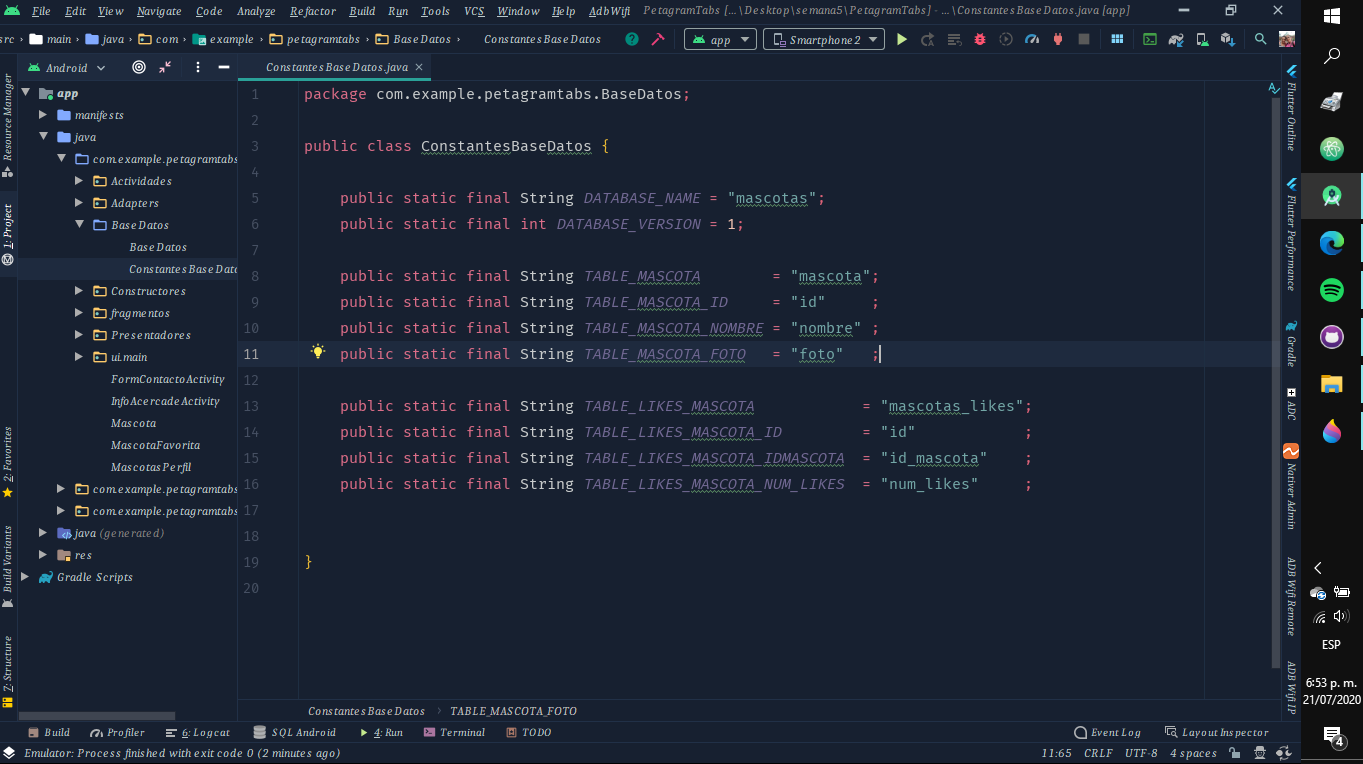 File Edit View Navigate Code Analyze Refactor Build Run Tools VCS Window Help AdbWifi PetagramTabs [...\Desktop\semana5\PetagramTabs] - ...\ConstantesBaseDatos.java [app]
src main java com example petagramtabs BaseDatos ConstantesBaseDatos app Smartphone2
Android
ConstantesBaseDatos.java
Resource Manager
1: Project
2: Favorites
Build Variants
7: Structure
app
manifests
java
com.example.petagramtabs
Actividades
Adapters
BaseDatos
BaseDatos
ConstantesBaseDato
Constructores
fragmentos
Presentadores
ui.main
FormContactoActivity
InfoAcercadeActivity
Mascota
MascotaFavorita
MascotasPerfil
com.example.petagramtabs
com.example.petagramtabs
java (generated)
res
Gradle Scripts
1 package com.example.petagramtabs.BaseDatos;
2
3 public class ConstantesBaseDatos {
4
5 public static final String DATABASE_NAME = "mascotas";
6 public static final int DATABASE_VERSION = 1;
7
8 public static final String TABLE_MASCOTA = "mascota";
9 public static final String TABLE_MASCOTA_ID = "id" ;
10 public static final String TABLE_MASCOTA_NOMBRE = "nombre" ;
11 public static final String TABLE_MASCOTA_FOTO = "foto" ;
12
13 public static final String TABLE_LIKES_MASCOTA = "mascotas_likes";
14 public static final String TABLE_LIKES_MASCOTA_ID = "id" ;
15 public static final String TABLE_LIKES_MASCOTA_IDMASCOTA = "id_mascota" ;
16 public static final String TABLE_LIKES_MASCOTA_NUM_LIKES = "num_likes" ;
17
18
19 }
20
ConstantesBaseDatos TABLE_MASCOTA_FOTO
Flutter Outline
Flutter Performance
Gradle
ADC
Nativer Admin
ADB Wifi Remote
ADB Wifi IP
Build Profiler 6: Logcat SQL Android 4: Run Terminal TODO Event Log Layout Inspector
Emulator: Process finished with exit code 0 (2 minutes ago) 11:65 CRLF UTF-8 4 spaces
ESP
6:53 p. m.
21/07/2020
4